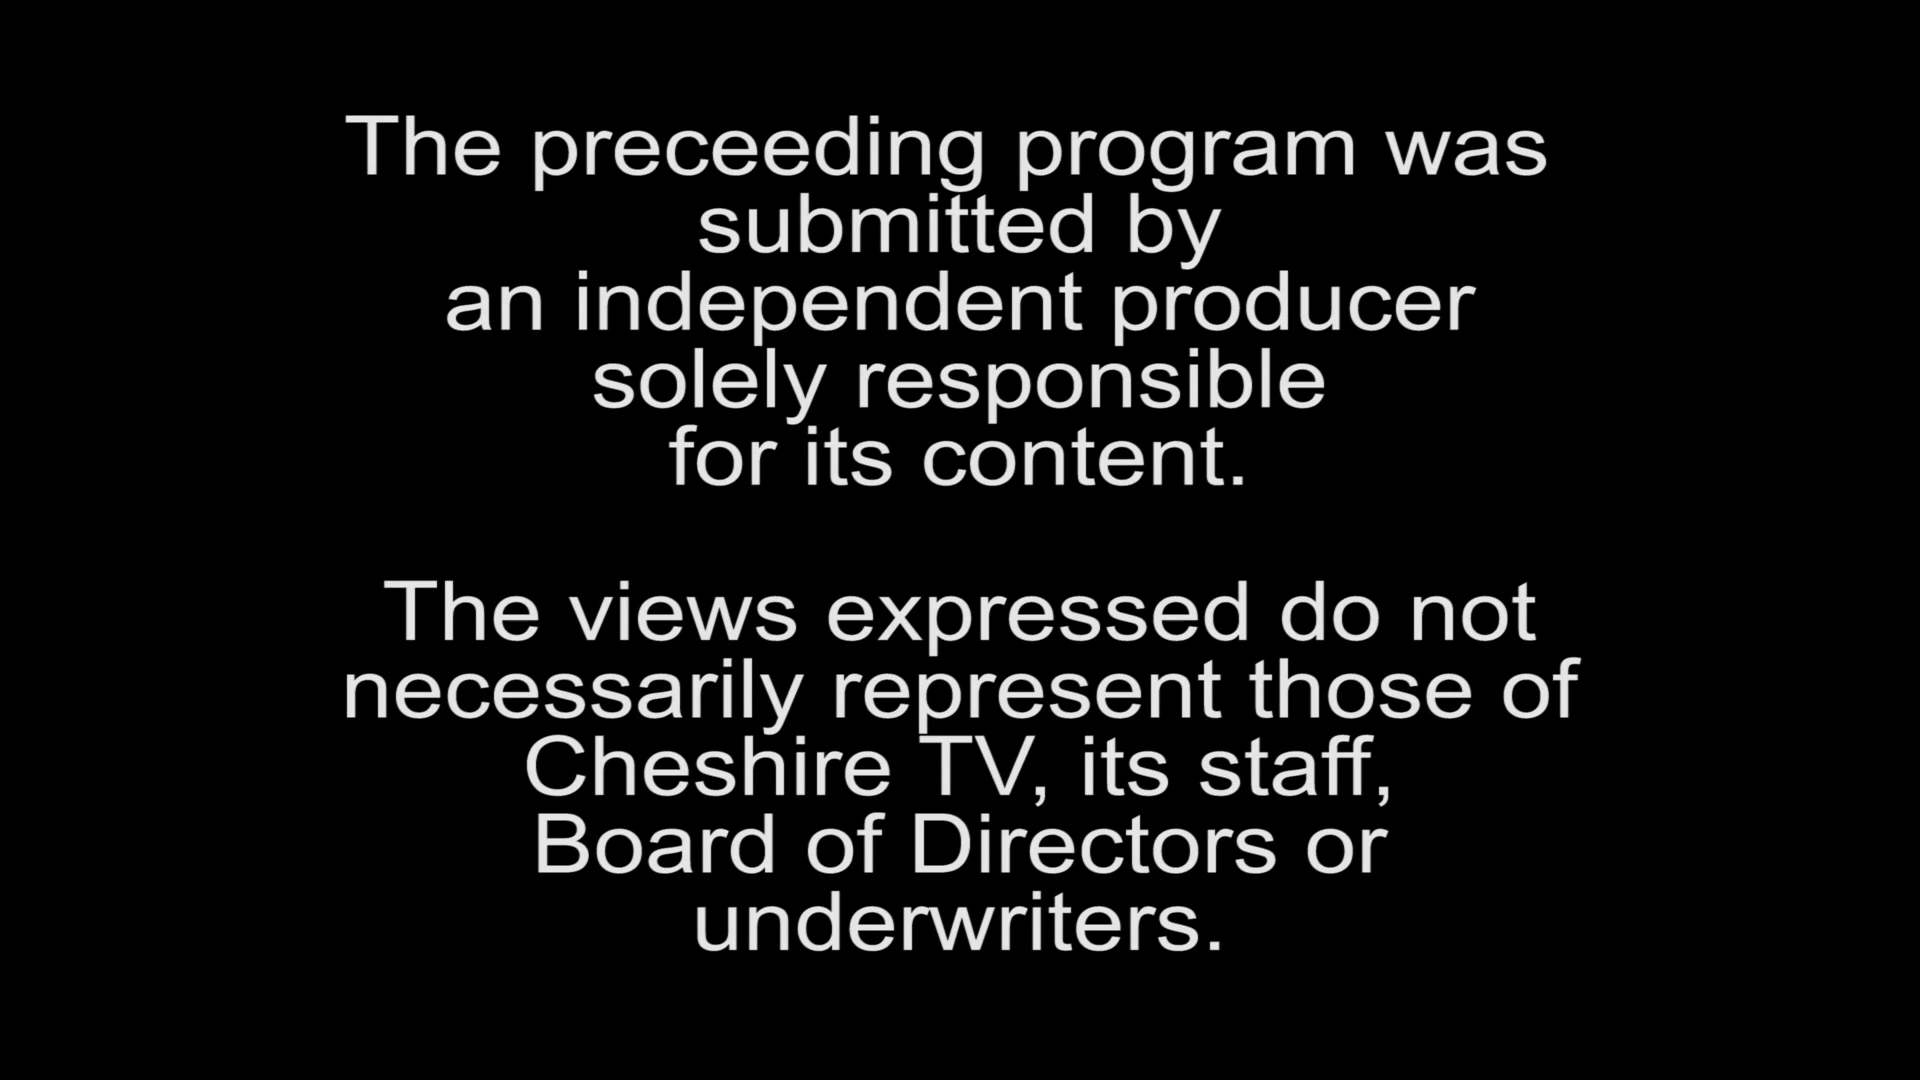 The preceeding program was
submitted by
an independent producer
solely responsible
for its content.
The views expressed do not
necessarily represent those of
Cheshire TV, its staff,
Board of Directors or
underwriters.